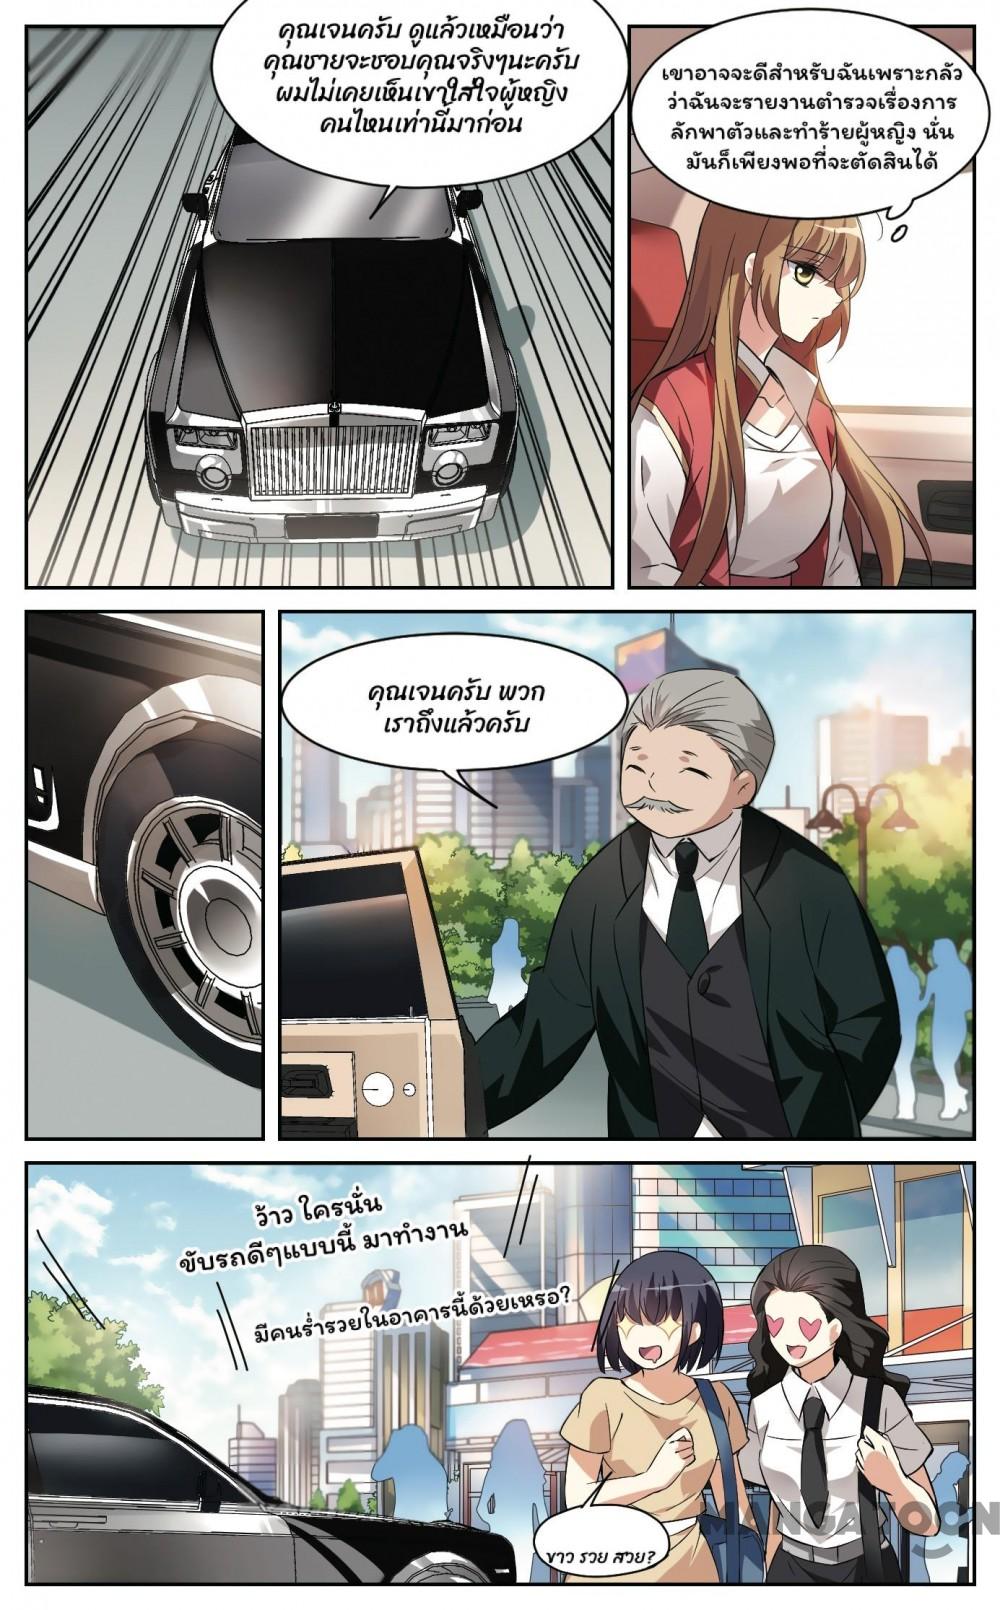 คุณเจนครับ ดูแล้วเหมือนว่า
คุณชายจะชอบคุณจริงๆนะครับ
ผมไม่เคยเห็นเขาใส่ใจผู้หญิง
คนไหนเท่านี้มาก่อน
เขาอาจจะดีสำหรับฉันเพราะกลัว
ว่าฉันจะรายงานตำรวจเรื่องการ
ลักพาตัวและทำร้ายผู้หญิง นั่น
มันก็เพียงพอที่จะตัดสินได้
คุณเจนครับ พวก
เราถึงแล้วครับ
ว้าว ใครนั่น
ขับรถดีๆแบบนี้ มาทำงาน
มีคนร่ำรวยในอาคารนี้ด้วยเหรอ?
ขาว รวย สวย?
MANGATOON